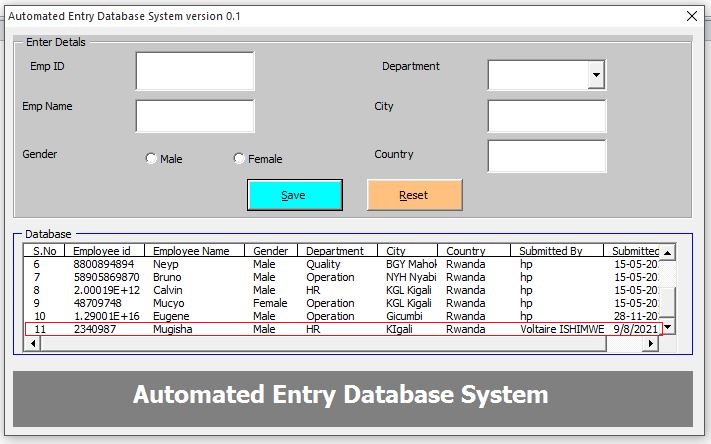 Automated Entry Database System version 0.1
Enter Details
Emp ID Department
Emp Name City
Gender Male Female Country
Save Reset
Database
S.No Employee id Employee Name Gender Department City Country Submitted By Submitted
6 8800894894 Neyp Male Quality BGY Mahok Rwanda hp 15-05-20
7 58905869870 Bruno Male Operation NYH Nyabi Rwanda hp 15-05-20
8 2.00019E+12 Calvin Male HR KGL Kigali Rwanda hp 15-05-20
9 48709748 Mucyo Female Operation KGL Kigali Rwanda hp 15-05-20
10 1.29001E+16 Eugene Male Operation Gicumbi Rwanda hp 28-11-20
11 2340987 Mugisha Male HR KIgali Rwanda Voltaire ISHIMWE 9/8/2021
Automated Entry Database System